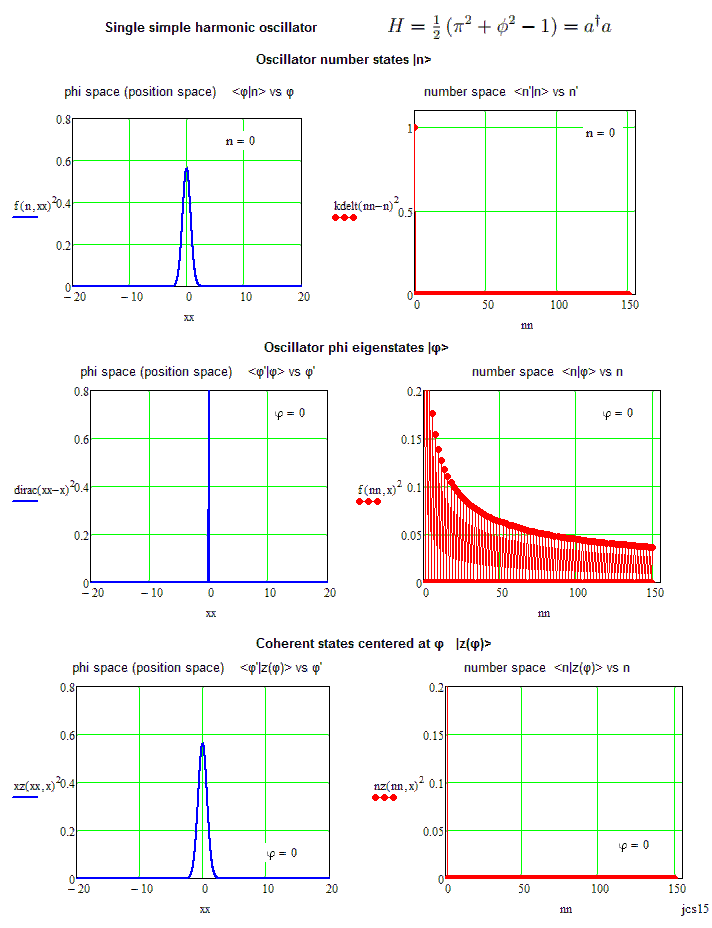 Single simple harmonic oscillator H = 1/2 (π² + φ² − 1) = a†a
Oscillator number states |n>
phi space (position space) <φ|n> vs φ number space <n'|n> vs n'
0.8
0.6
f(n,xx)² 0.4
0.2
0
−20 −10 0 10 20
xx
n = 0
1
kdelt(nn−n)²
0.5
0
0 50 100 150
nn
n = 0
Oscillator phi eigenstates |φ>
phi space (position space) <φ'|φ> vs φ' number space <n|φ> vs n
0.8
0.6
dirac(xx−x)² 0.4
0.2
0
−20 −10 0 10 20
xx
φ = 0
0.2
0.15
f(nn,x)² 0.1
0.05
0
0 50 100 150
nn
φ = 0
Coherent states centered at φ |z(φ)>
phi space (position space) <φ'|z(φ)> vs φ' number space <n|z(φ)> vs n
0.8
0.6
xz(xx,x)² 0.4
0.2
0
−20 −10 0 10 20
xx
φ = 0
0.2
0.15
nz(nn,x)² 0.1
0.05
0
0 50 100 150
nn
φ = 0
jcs15